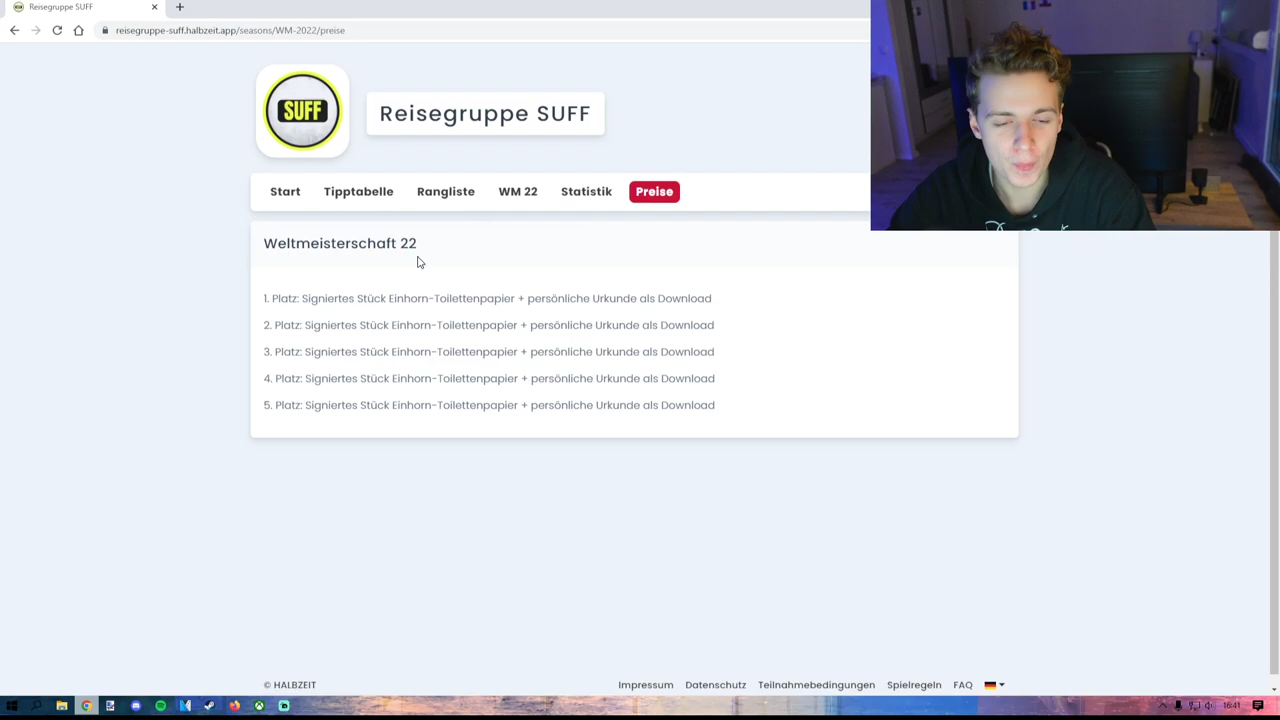 Reisegruppe SUFF
reisegruppe-suff.halbzeit.app/seasons/WM-2022/preise
SUFF
Reisegruppe SUFF
Start Tipptabelle Rangliste WM 22 Statistik Preise
Weltmeisterschaft 22
1. Platz: Signiertes Stück Einhorn-Toilettenpapier + persönliche Urkunde als Download
2. Platz: Signiertes Stück Einhorn-Toilettenpapier + persönliche Urkunde als Download
3. Platz: Signiertes Stück Einhorn-Toilettenpapier + persönliche Urkunde als Download
4. Platz: Signiertes Stück Einhorn-Toilettenpapier + persönliche Urkunde als Download
5. Platz: Signiertes Stück Einhorn-Toilettenpapier + persönliche Urkunde als Download
© HALBZEIT Impressum Datenschutz Teilnahmebedingungen Spielregeln FAQ
16:41